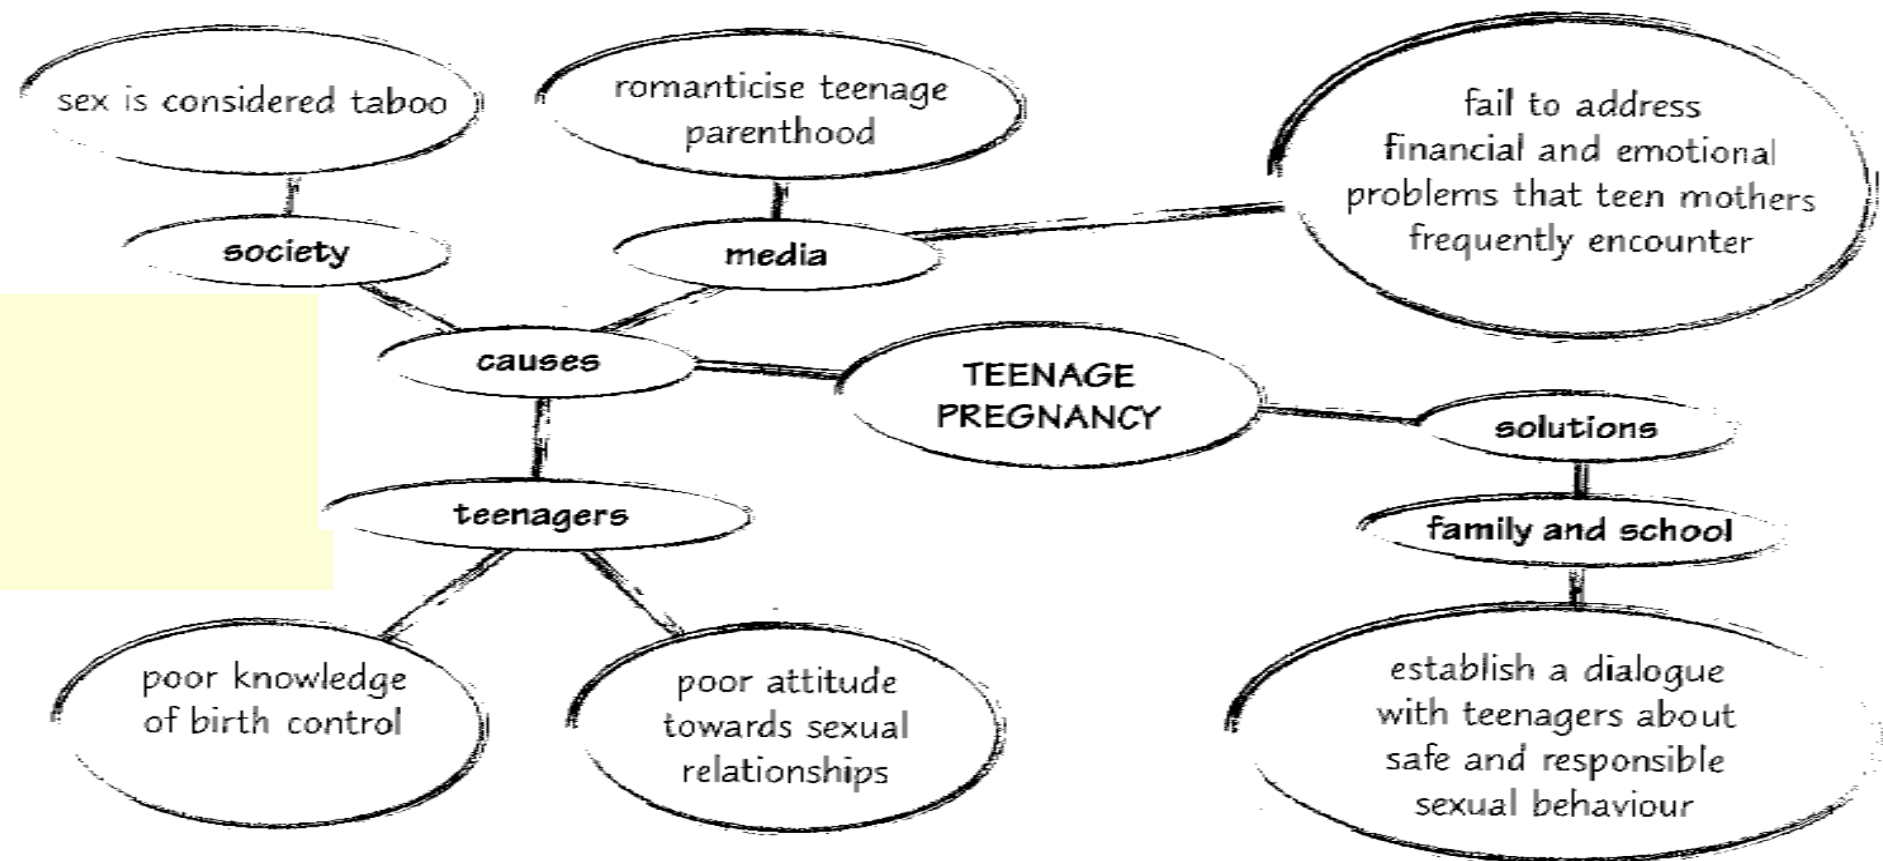 sex is considered taboo
romanticise teenage
parenthood
fail to address
financial and emotional
problems that teen mothers
frequently encounter
society
media
causes
TEENAGE
PREGNANCY
solutions
teenagers
family and school
poor knowledge
of birth control
poor attitude
towards sexual
relationships
establish a dialogue
with teenagers about
safe and responsible
sexual behaviour